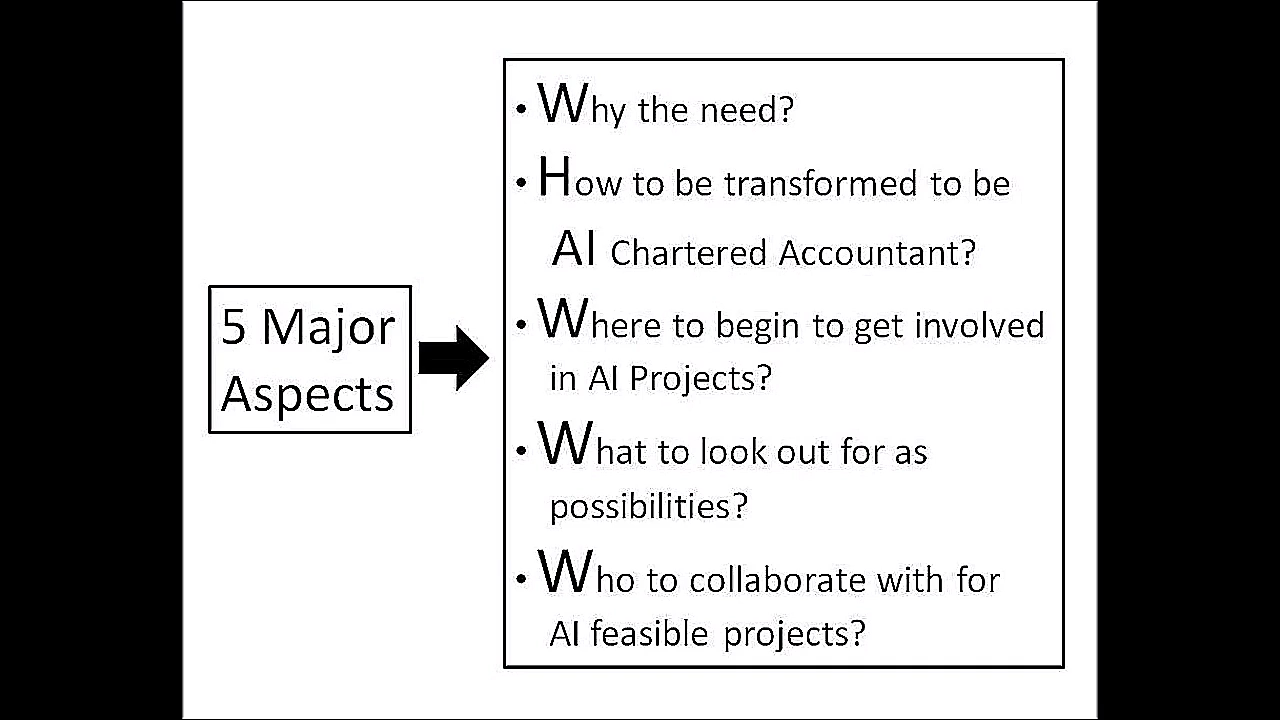 5 Major
Aspects
• Why the need?
• How to be transformed to be
AI Chartered Accountant?
• Where to begin to get involved
in AI Projects?
• What to look out for as
possibilities?
• Who to collaborate with for
AI feasible projects?